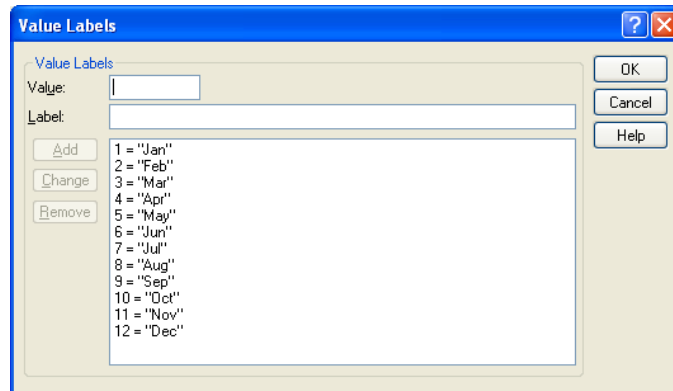 Value Labels
Value Labels
Value:
Label:
OK
Cancel
Help
Add
Change
Remove
1 = "Jan"
2 = "Feb"
3 = "Mar"
4 = "Apr"
5 = "May"
6 = "Jun"
7 = "Jul"
8 = "Aug"
9 = "Sep"
10 = "Oct"
11 = "Nov"
12 = "Dec"